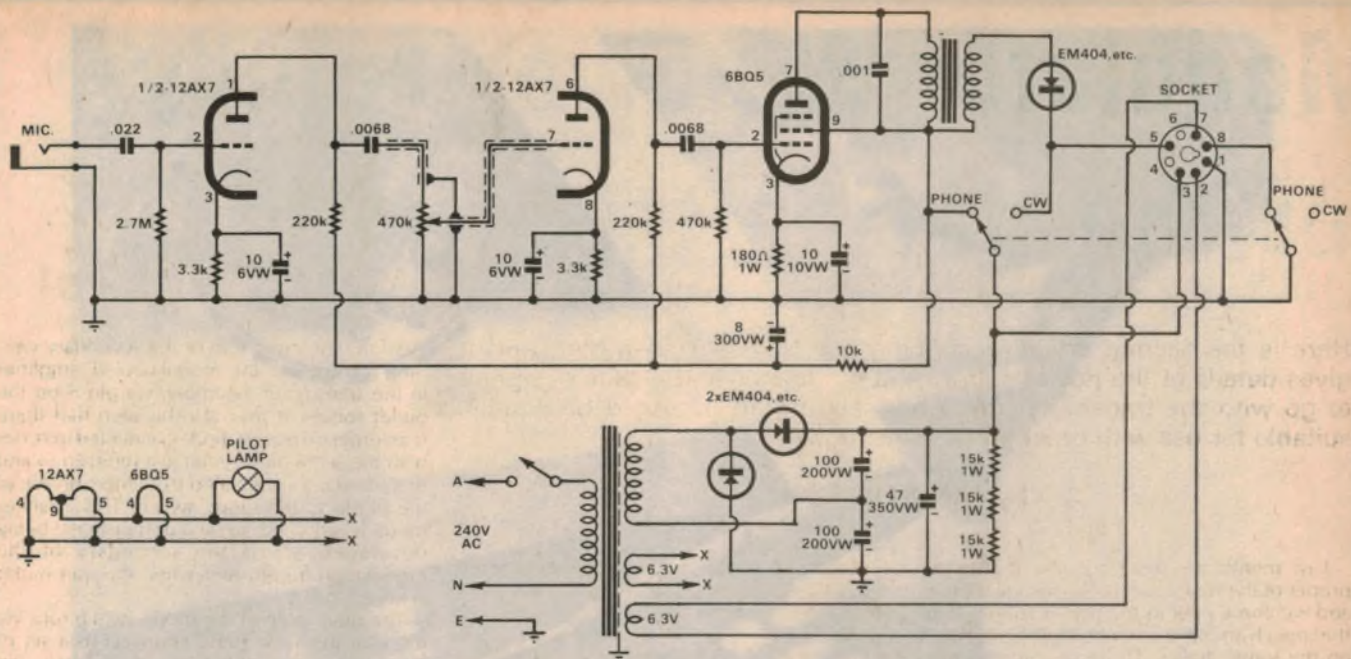 MIC.
.022
2.7M
1/2-12AX7
1
2
3
3.3k
10
6VW
220k
.0068
470k
1/2-12AX7
6
7
8
10
6VW
3.3k
220k
.0068
470k
6BQ5
7
2
9
3
180Ω
1W
10
10VW
8
300VW
10k
.001
EM404,etc.
SOCKET
6
7
5
8
4
1
3
2
PHONE
CW
PHONE
CW
PILOT
LAMP
12AX7
6BQ5
4
9
5
4
5
X
X
A
240V
AC
N
E
2xEM404,etc.
6.3V
X
X
6.3V
100
200VW
100
200VW
47
350VW
15k
1W
15k
1W
15k
1W